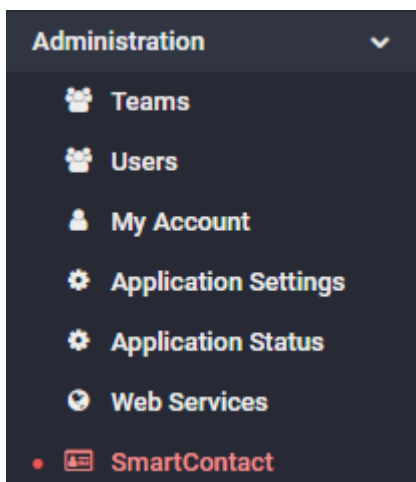 Administration
Teams
Users
My Account
Application Settings
Application Status
Web Services
SmartContact